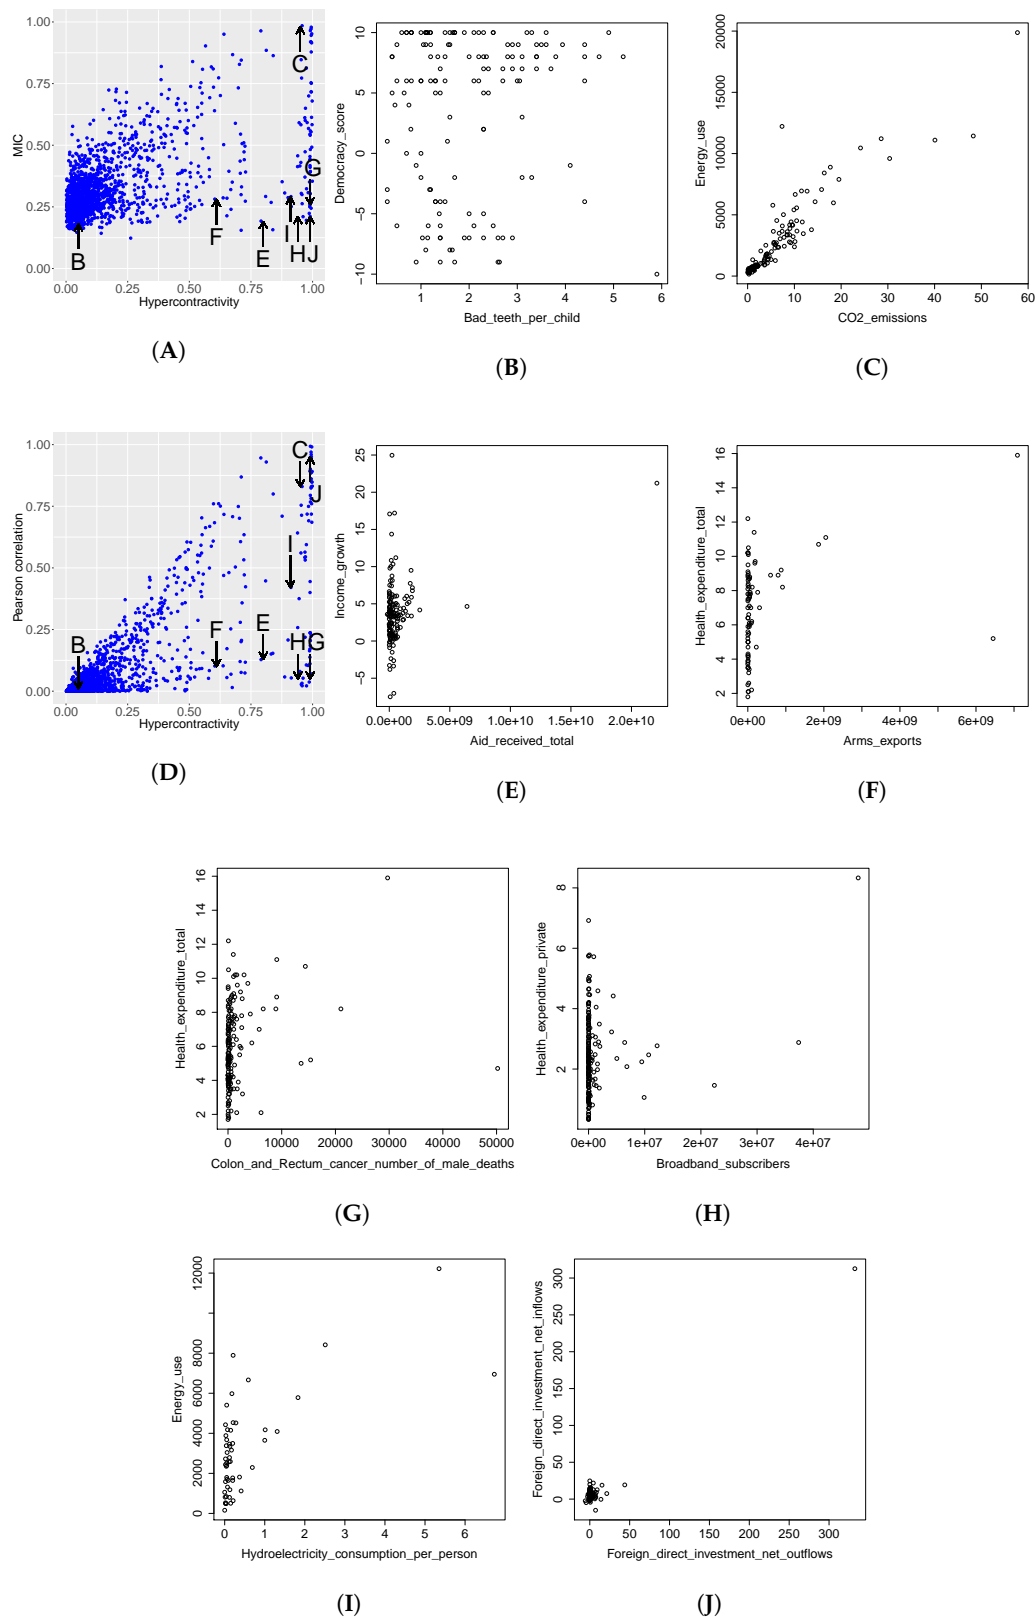 1.00
0.75
0.50
0.25
0.00
MIC
C
G
F
I
B
E
H
J
0.00 0.25 0.50 0.75 1.00
Hypercontractivity
(A)
10
5
0
−5
−10
Democracy_score
1 2 3 4 5 6
Bad_teeth_per_child
(B)
20000
15000
10000
5000
0
Energy_use
0 10 20 30 40 50 60
CO2_emissions
(C)
1.00
0.75
0.50
0.25
0.00
Pearson correlation
C
J
I
F
E
B
H
G
0.00 0.25 0.50 0.75 1.00
Hypercontractivity
(D)
25
20
15
10
5
0
−5
Income_growth
0.0e+00 5.0e+09 1.0e+10 1.5e+10 2.0e+10
Aid_received_total
(E)
16
14
12
10
8
6
4
2
Health_expenditure_total
0e+00 2e+09 6e+09
Arms_exports
(F)
16
14
12
10
8
6
4
2
Health_expenditure_total
0 10000 20000 30000 40000 50000
Colon_and_Rectum_cancer_number_of_male_deaths
(G)
8
6
4
2
Health_expenditure_private
0e+00 1e+07 2e+07 4e+07
Broadband_subscribers
(H)
12000
8000
6000
4000
2000
0
Energy_use
0 1 2 3 4 5 6
Hydroelectricity_consumption_per_person
(I)
300
250
200
150
100
50
0
Foreign_direct_investment_net_inflows
0 50 100 150 200 250 300
Foreign_direct_investment_net_outflows
(J)